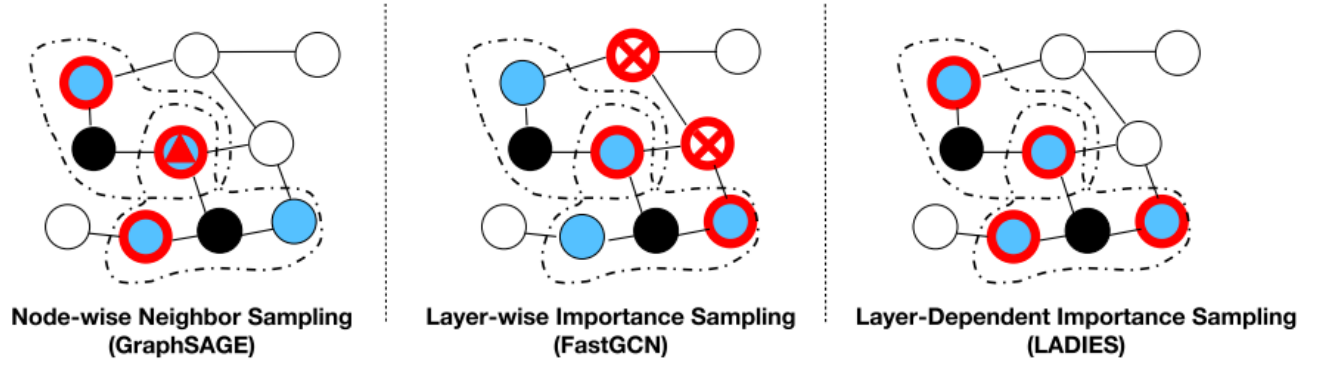 Node-wise Neighbor Sampling
(GraphSAGE)
Layer-wise Importance Sampling
(FastGCN)
Layer-Dependent Importance Sampling
(LADIES)